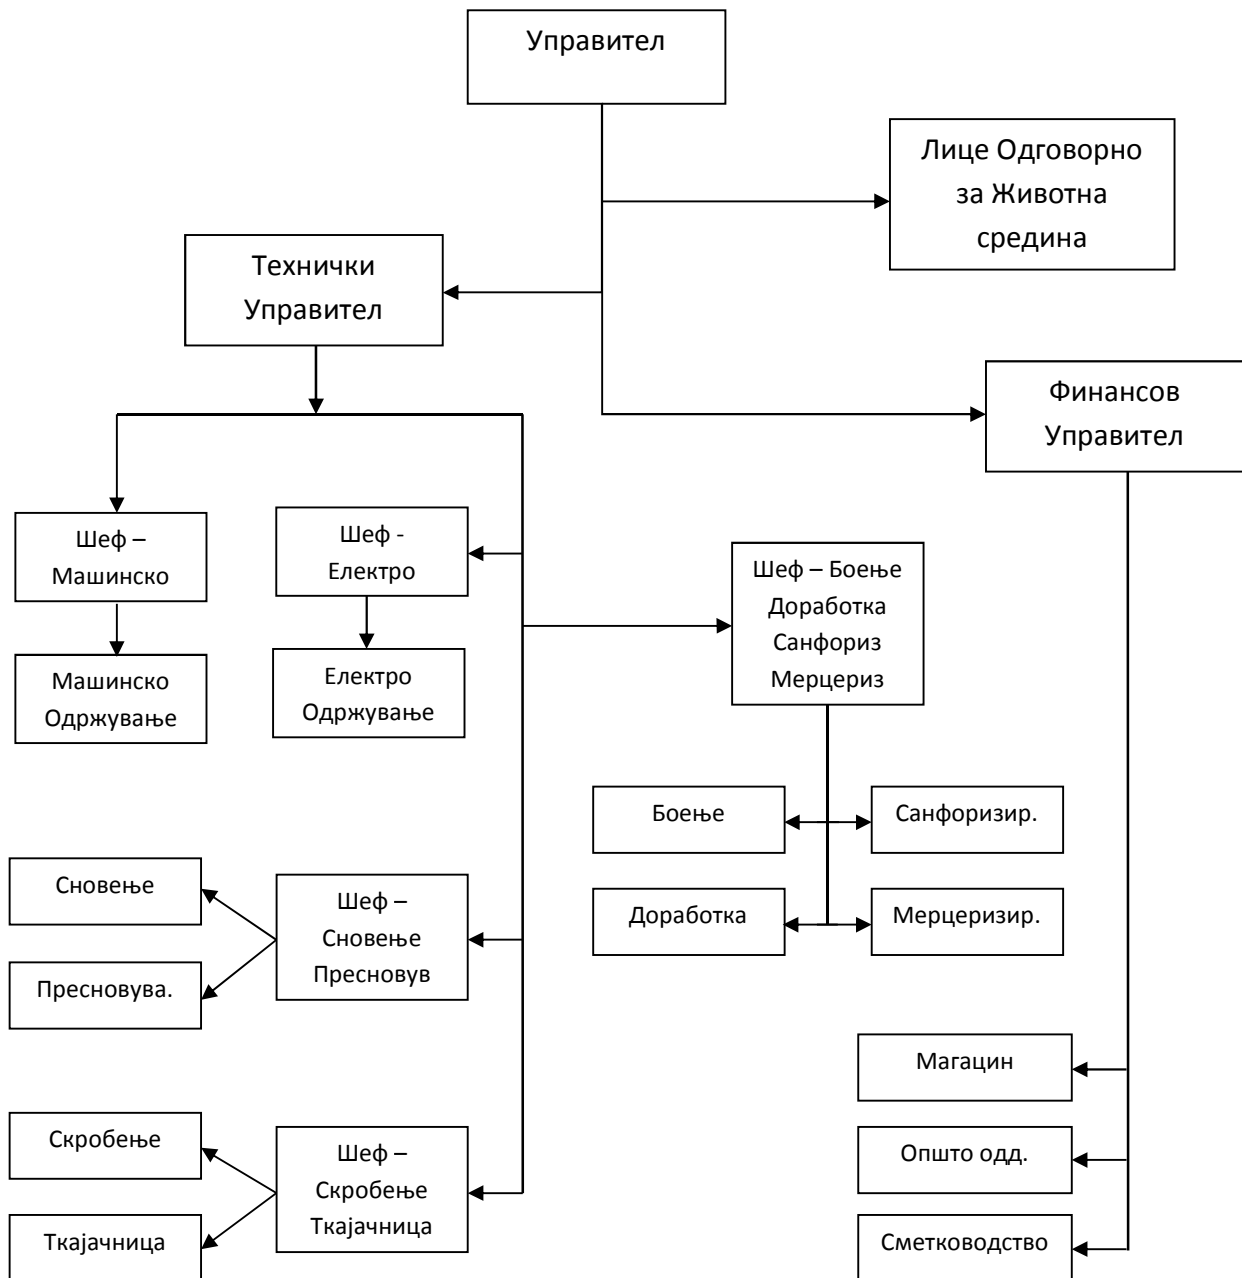 Управител
Лице Одговорно
за Животна
средина
Технички
Управител
Финансов
Управител
Шеф –
Машинско
Шеф -
Електро
Шеф – Боење
Доработка
Санфориз
Мерцериз
Машинско
Одржување
Електро
Одржување
Боење
Санфоризир.
Сновење
Шеф –
Сновење
Пресновув
Доработка
Мерцеризир.
Пресновува.
Магацин
Скробење
Шеф –
Скробење
Ткајачница
Општо одд.
Ткајачница
Сметководство